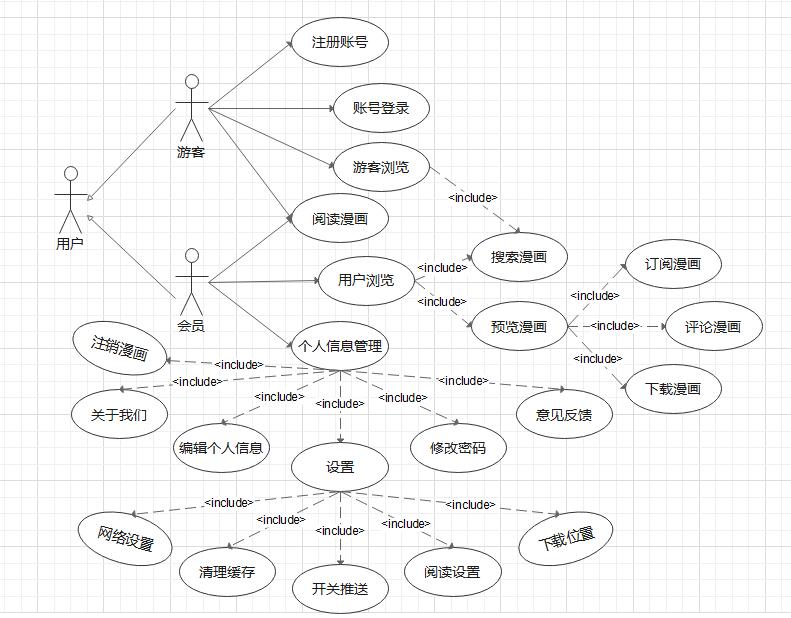 注册账号
账号登录
游客
游客浏览
用户
<include>
阅读漫画
搜索漫画
<include>
用户浏览
<include>
会员
订阅漫画
<include>
预览漫画
<include>
评论漫画
<include>
下载漫画
注销漫画
个人信息管理
<include>
<include>
<include>
<include>
<include>
<include>
关于我们
编辑个人信息
设置
修改密码
意见反馈
<include>
<include>
<include>
<include>
<include>
网络设置
清理缓存
开关推送
阅读设置
下载位置